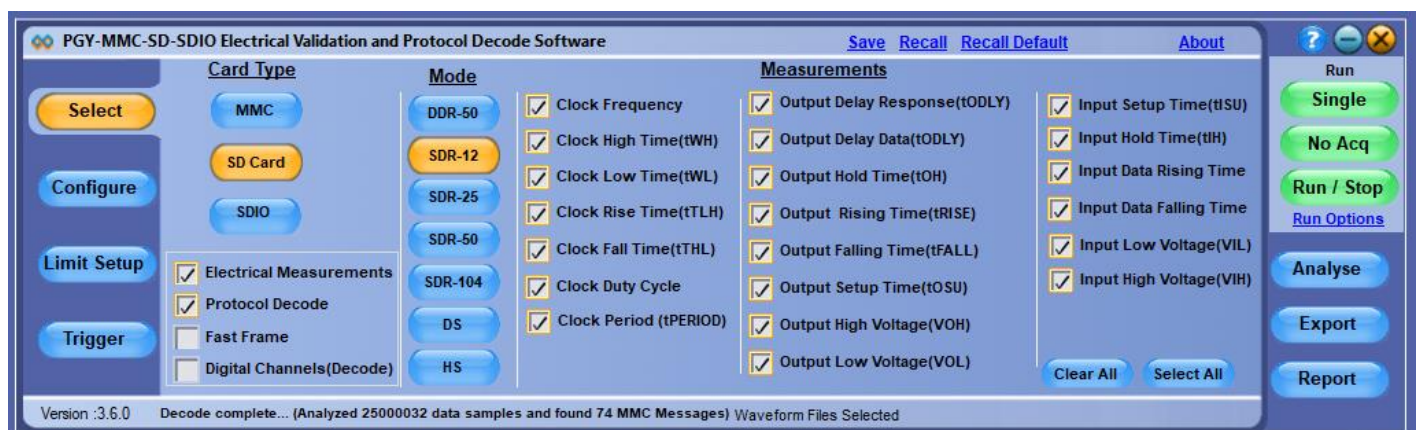 PGY-MMC-SD-SDIO Electrical Validation and Protocol Decode Software
Save Recall Recall Default About
Select
Configure
Limit Setup
Trigger
Card Type
MMC
SD Card
SDIO
Electrical Measurements
Protocol Decode
Fast Frame
Digital Channels(Decode)
Mode
DDR-50
SDR-12
SDR-25
SDR-50
SDR-104
DS
HS
Measurements
Clock Frequency
Clock High Time(tWH)
Clock Low Time(tWL)
Clock Rise Time(tTLH)
Clock Fall Time(tTHL)
Clock Duty Cycle
Clock Period (tPERIOD)
Output Delay Response(tODLY)
Output Delay Data(tODLY)
Output Hold Time(tOH)
Output Rising Time(tRISE)
Output Falling Time(tFALL)
Output Setup Time(tOSU)
Output High Voltage(VOH)
Output Low Voltage(VOL)
Input Setup Time(tISU)
Input Hold Time(tIH)
Input Data Rising Time
Input Data Falling Time
Input Low Voltage(VIL)
Input High Voltage(VIH)
Clear All Select All
?
Run
Single
No Acq
Run / Stop
Run Options
Analyse
Export
Report
Version :3.6.0 Decode complete... (Analyzed 25000032 data samples and found 74 MMC Messages) Waveform Files Selected